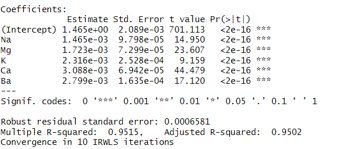 Coefficients:
Estimate Std. Error t value Pr(>|t|)
(Intercept) 1.465e+00 2.089e-03 701.113 <2e-16 ***
Na 1.465e-03 9.798e-05 14.950 <2e-16 ***
Mg 1.723e-03 7.299e-05 23.607 <2e-16 ***
K 2.316e-03 2.528e-04 9.159 <2e-16 ***
Ca 3.088e-03 6.942e-05 44.479 <2e-16 ***
Ba 2.799e-03 1.635e-04 17.120 <2e-16 ***
---
Signif. codes: 0 '***' 0.001 '**' 0.01 '*' 0.05 '.' 0.1 ' ' 1
Robust residual standard error: 0.0006581
Multiple R-squared: 0.9515, Adjusted R-squared: 0.9502
Convergence in 10 IRWLS iterations